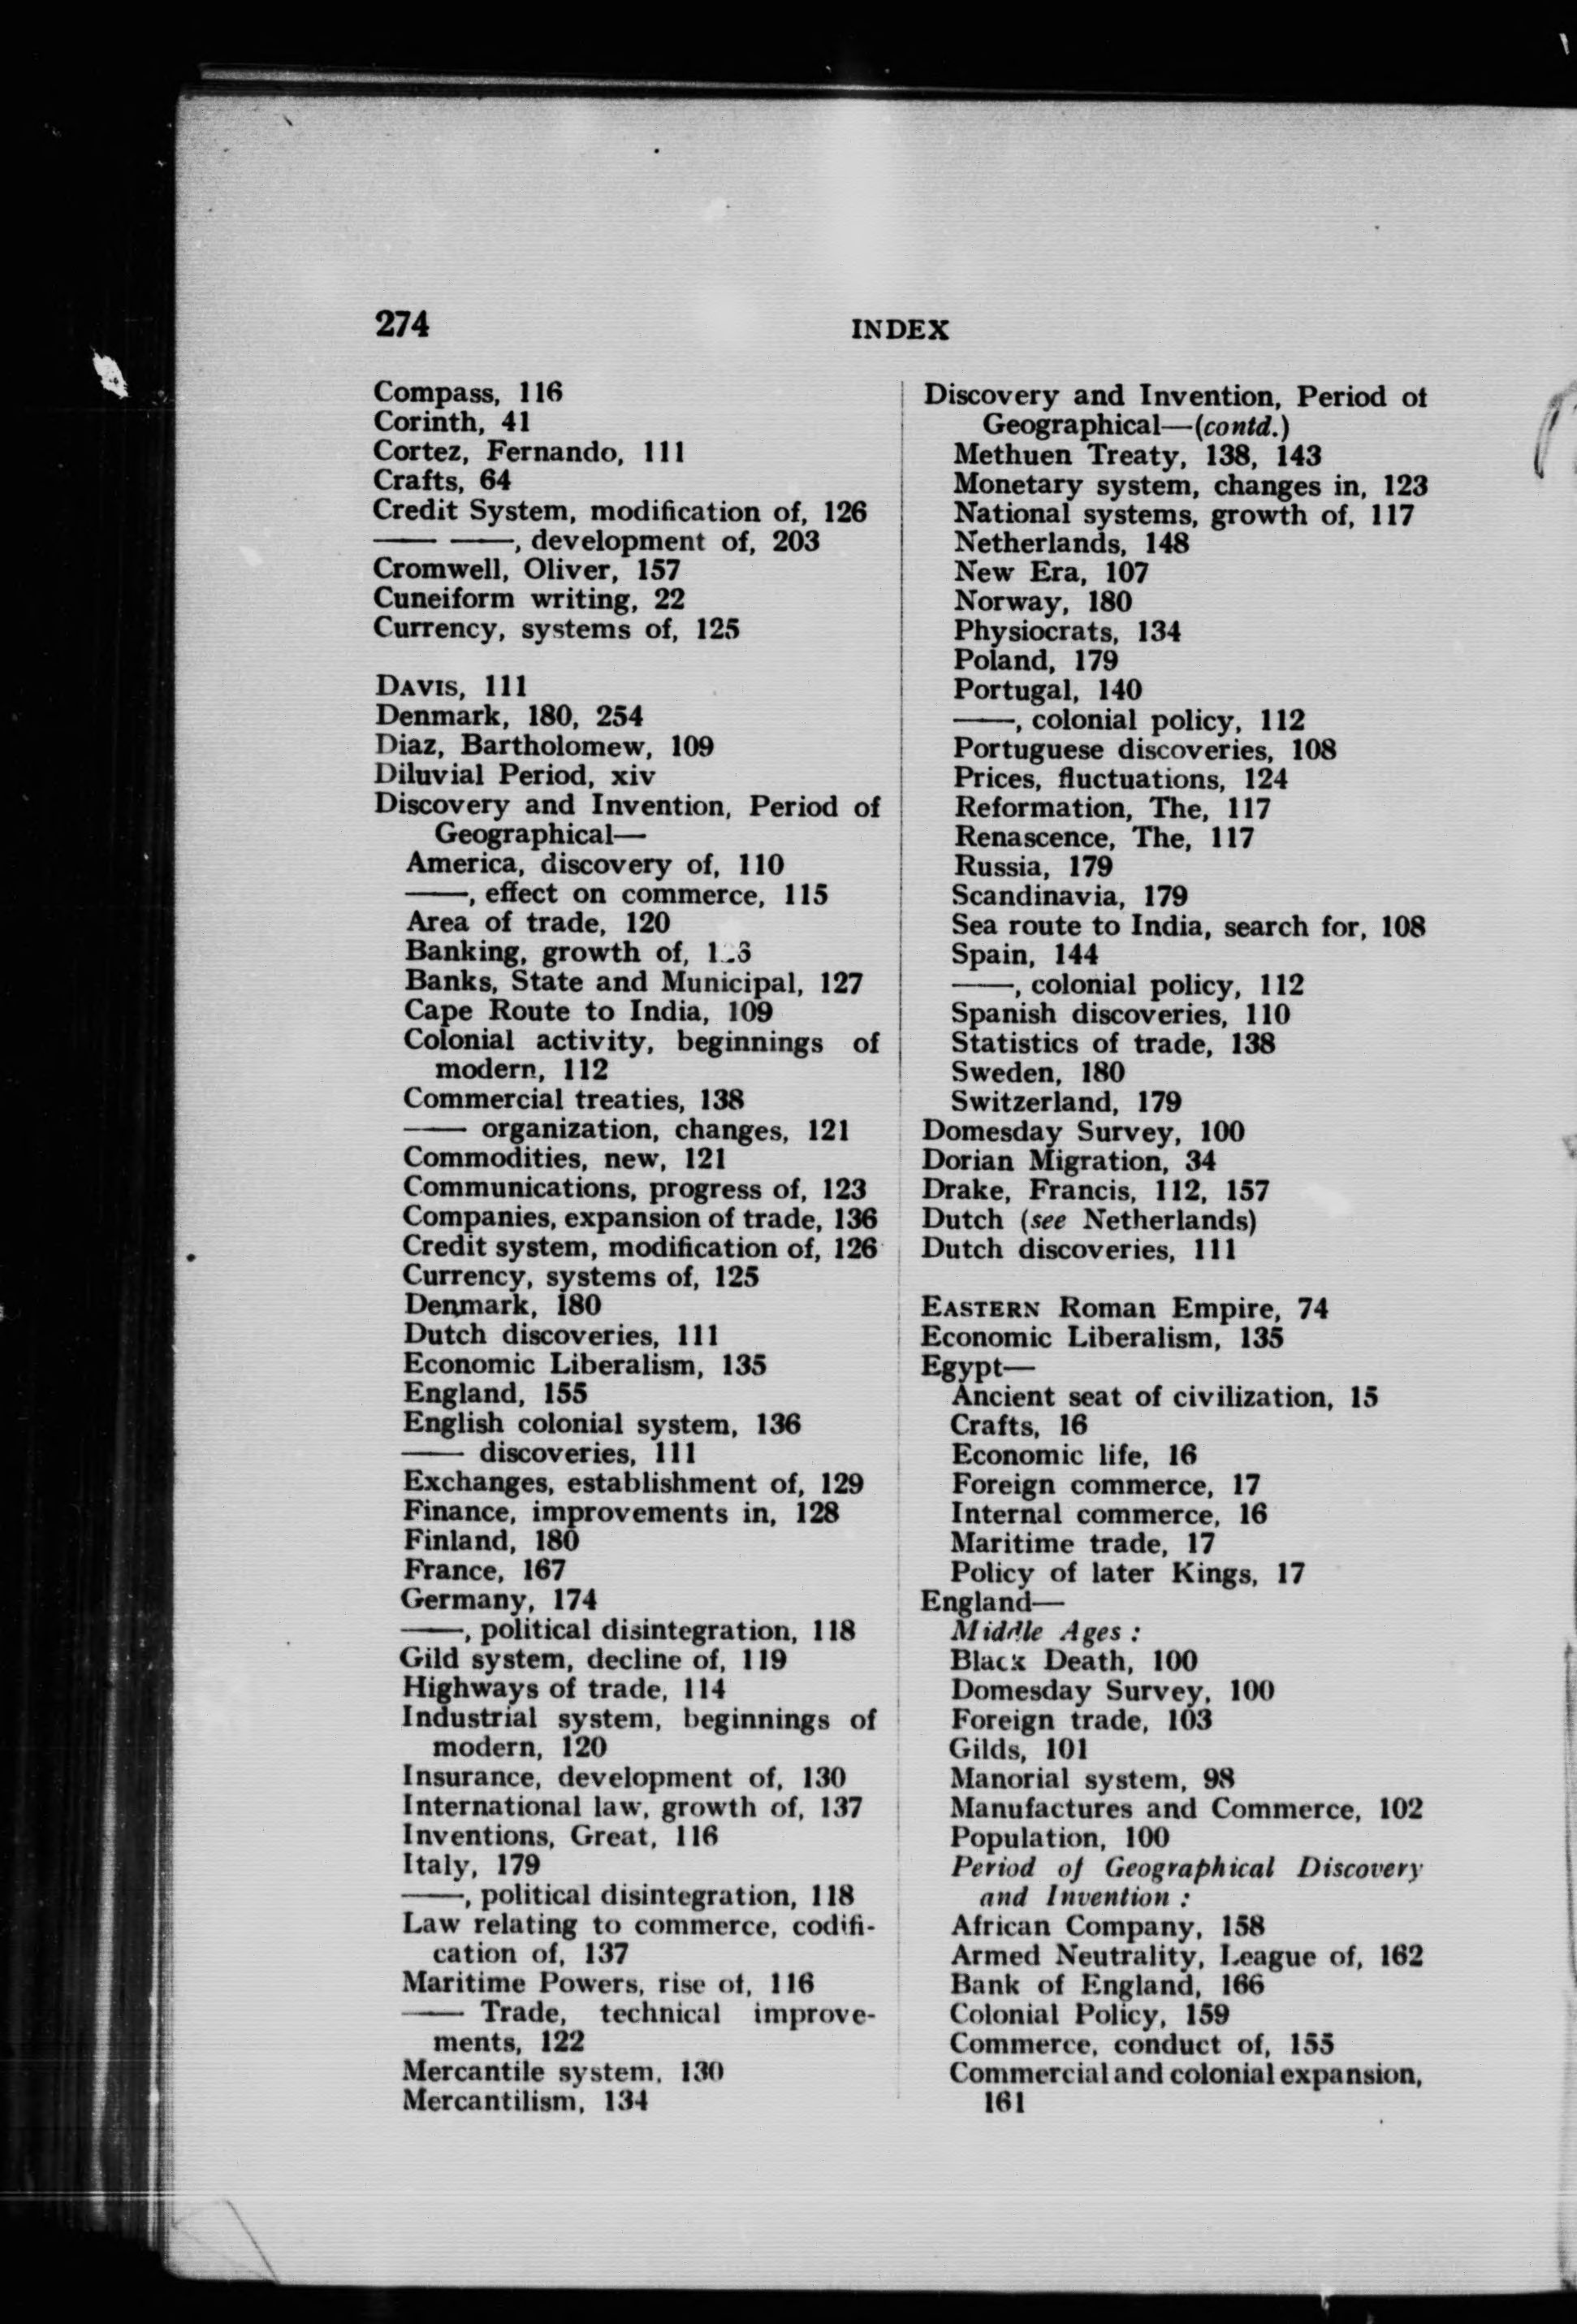 274
INDEX
Compass, 116
Corinth, 41
Cortez, Fernando, 111
Crafts, 64
Credit System, modification of, 126
—— ——, development of, 203
Cromwell, Oliver, 157
Cuneiform writing, 22
Currency, systems of, 125
DAVIS, 111
Denmark, 180, 254
Diaz, Bartholomew, 109
Diluvial Period, xiv
Discovery and Invention, Period of
Geographical—
America, discovery of, 110
——, effect on commerce, 115
Area of trade, 120
Banking, growth of,
Banks, State and Municipal, 127
Cape Route to India, 109
Colonial activity, beginnings of
modern, 112
Commercial treaties, 138
—— organization, changes, 121
Commodities, new, 121
Communications, progress of, 123
Companies, expansion of trade, 136
Credit system, modification of, 126
Currency, systems of, 125
Denmark, 180
Dutch discoveries, 111
Economic Liberalism, 135
England, 155
English colonial system, 136
—— discoveries, 111
Exchanges, establishment of, 129
Finance, improvements in, 128
Finland, 180
France, 167
Germany, 174
——, political disintegration, 118
Gild system, decline of, 119
Highways of trade, 114
Industrial system, beginnings of
modern, 120
Insurance, development of, 130
International law, growth of, 137
Inventions, Great, 116
Italy, 179
——, political disintegration, 118
Law relating to commerce, codifi-
cation of, 137
Maritime Powers, rise of, 116
—— Trade, technical improve-
ments, 122
Mercantile system, 130
Mercantilism, 134
Discovery and Invention, Period of
Geographical—(contd.)
Methuen Treaty, 138, 143
Monetary system, changes in, 123
National systems, growth of, 117
Netherlands, 148
New Era, 107
Norway, 180
Physiocrats, 134
Poland, 179
Portugal, 140
——, colonial policy, 112
Portuguese discoveries, 108
Prices, fluctuations, 124
Reformation, The, 117
Renascence, The, 117
Russia, 179
Scandinavia, 179
Sea route to India, search for, 108
Spain, 144
——, colonial policy, 112
Spanish discoveries, 110
Statistics of trade, 138
Sweden, 180
Switzerland, 179
Domesday Survey, 100
Dorian Migration, 34
Drake, Francis, 112, 157
Dutch (see Netherlands)
Dutch discoveries, 111
EASTERN Roman Empire, 74
Economic Liberalism, 135
Egypt—
Ancient seat of civilization, 15
Crafts, 16
Economic life, 16
Foreign commerce, 17
Internal commerce, 16
Maritime trade, 17
Policy of later Kings, 17
England—
Middle Ages :
Black Death, 100
Domesday Survey, 100
Foreign trade, 103
Gilds, 101
Manorial system, 98
Manufactures and Commerce, 102
Population, 100
Period of Geographical Discovery
and Invention :
African Company, 158
Armed Neutrality, League of, 162
Bank of England, 166
Colonial Policy, 159
Commerce, conduct of, 155
Commercial and colonial expansion,
161